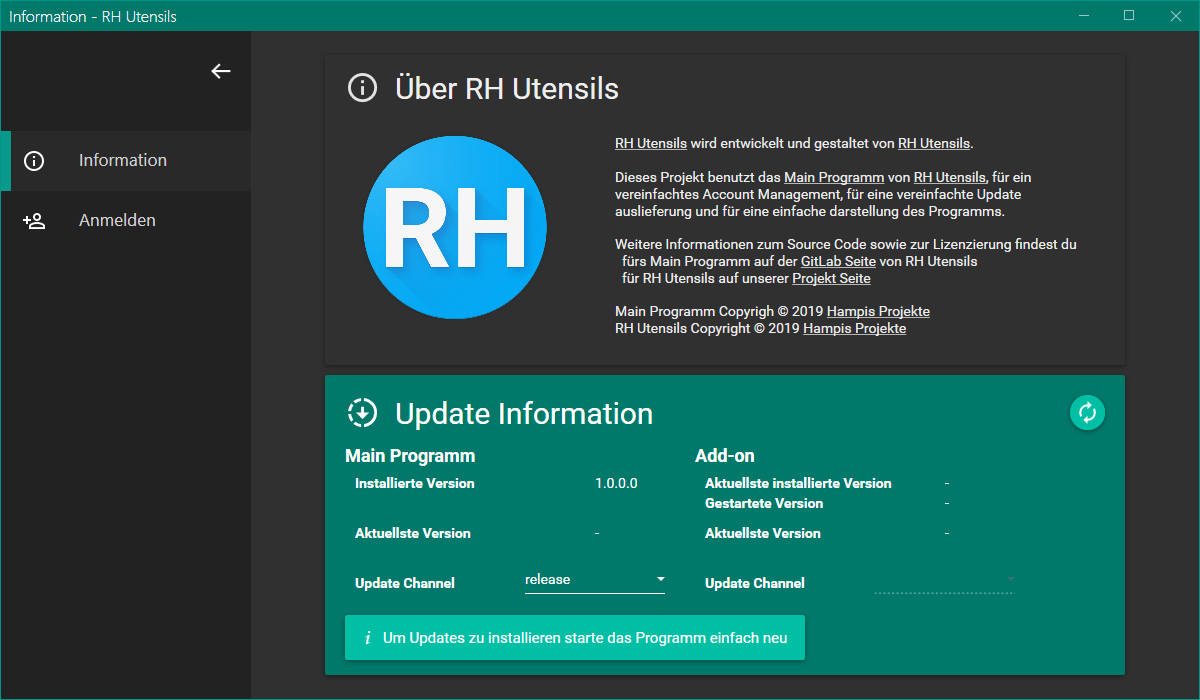 Information - RH Utensils
Information
Anmelden
Über RH Utensils
RH
RH Utensils wird entwickelt und gestaltet von RH Utensils.
Dieses Projekt benutzt das Main Programm von RH Utensils, für ein
vereinfachtes Account Management, für eine vereinfachte Update
auslieferung und für eine einfache darstellung des Programms.
Weitere Informationen zum Source Code sowie zur Lizenzierung findest du
fürs Main Programm auf der GitLab Seite von RH Utensils
für RH Utensils auf unserer Projekt Seite
Main Programm Copyrigh © 2019 Hampis Projekte
RH Utensils Copyright © 2019 Hampis Projekte
Update Information
Main Programm
Installierte Version 1.0.0.0
Aktuellste Version -
Update Channel release
Add-on
Aktuellste installierte Version -
Gestartete Version -
Aktuellste Version -
Update Channel
i Um Updates zu installieren starte das Programm einfach neu